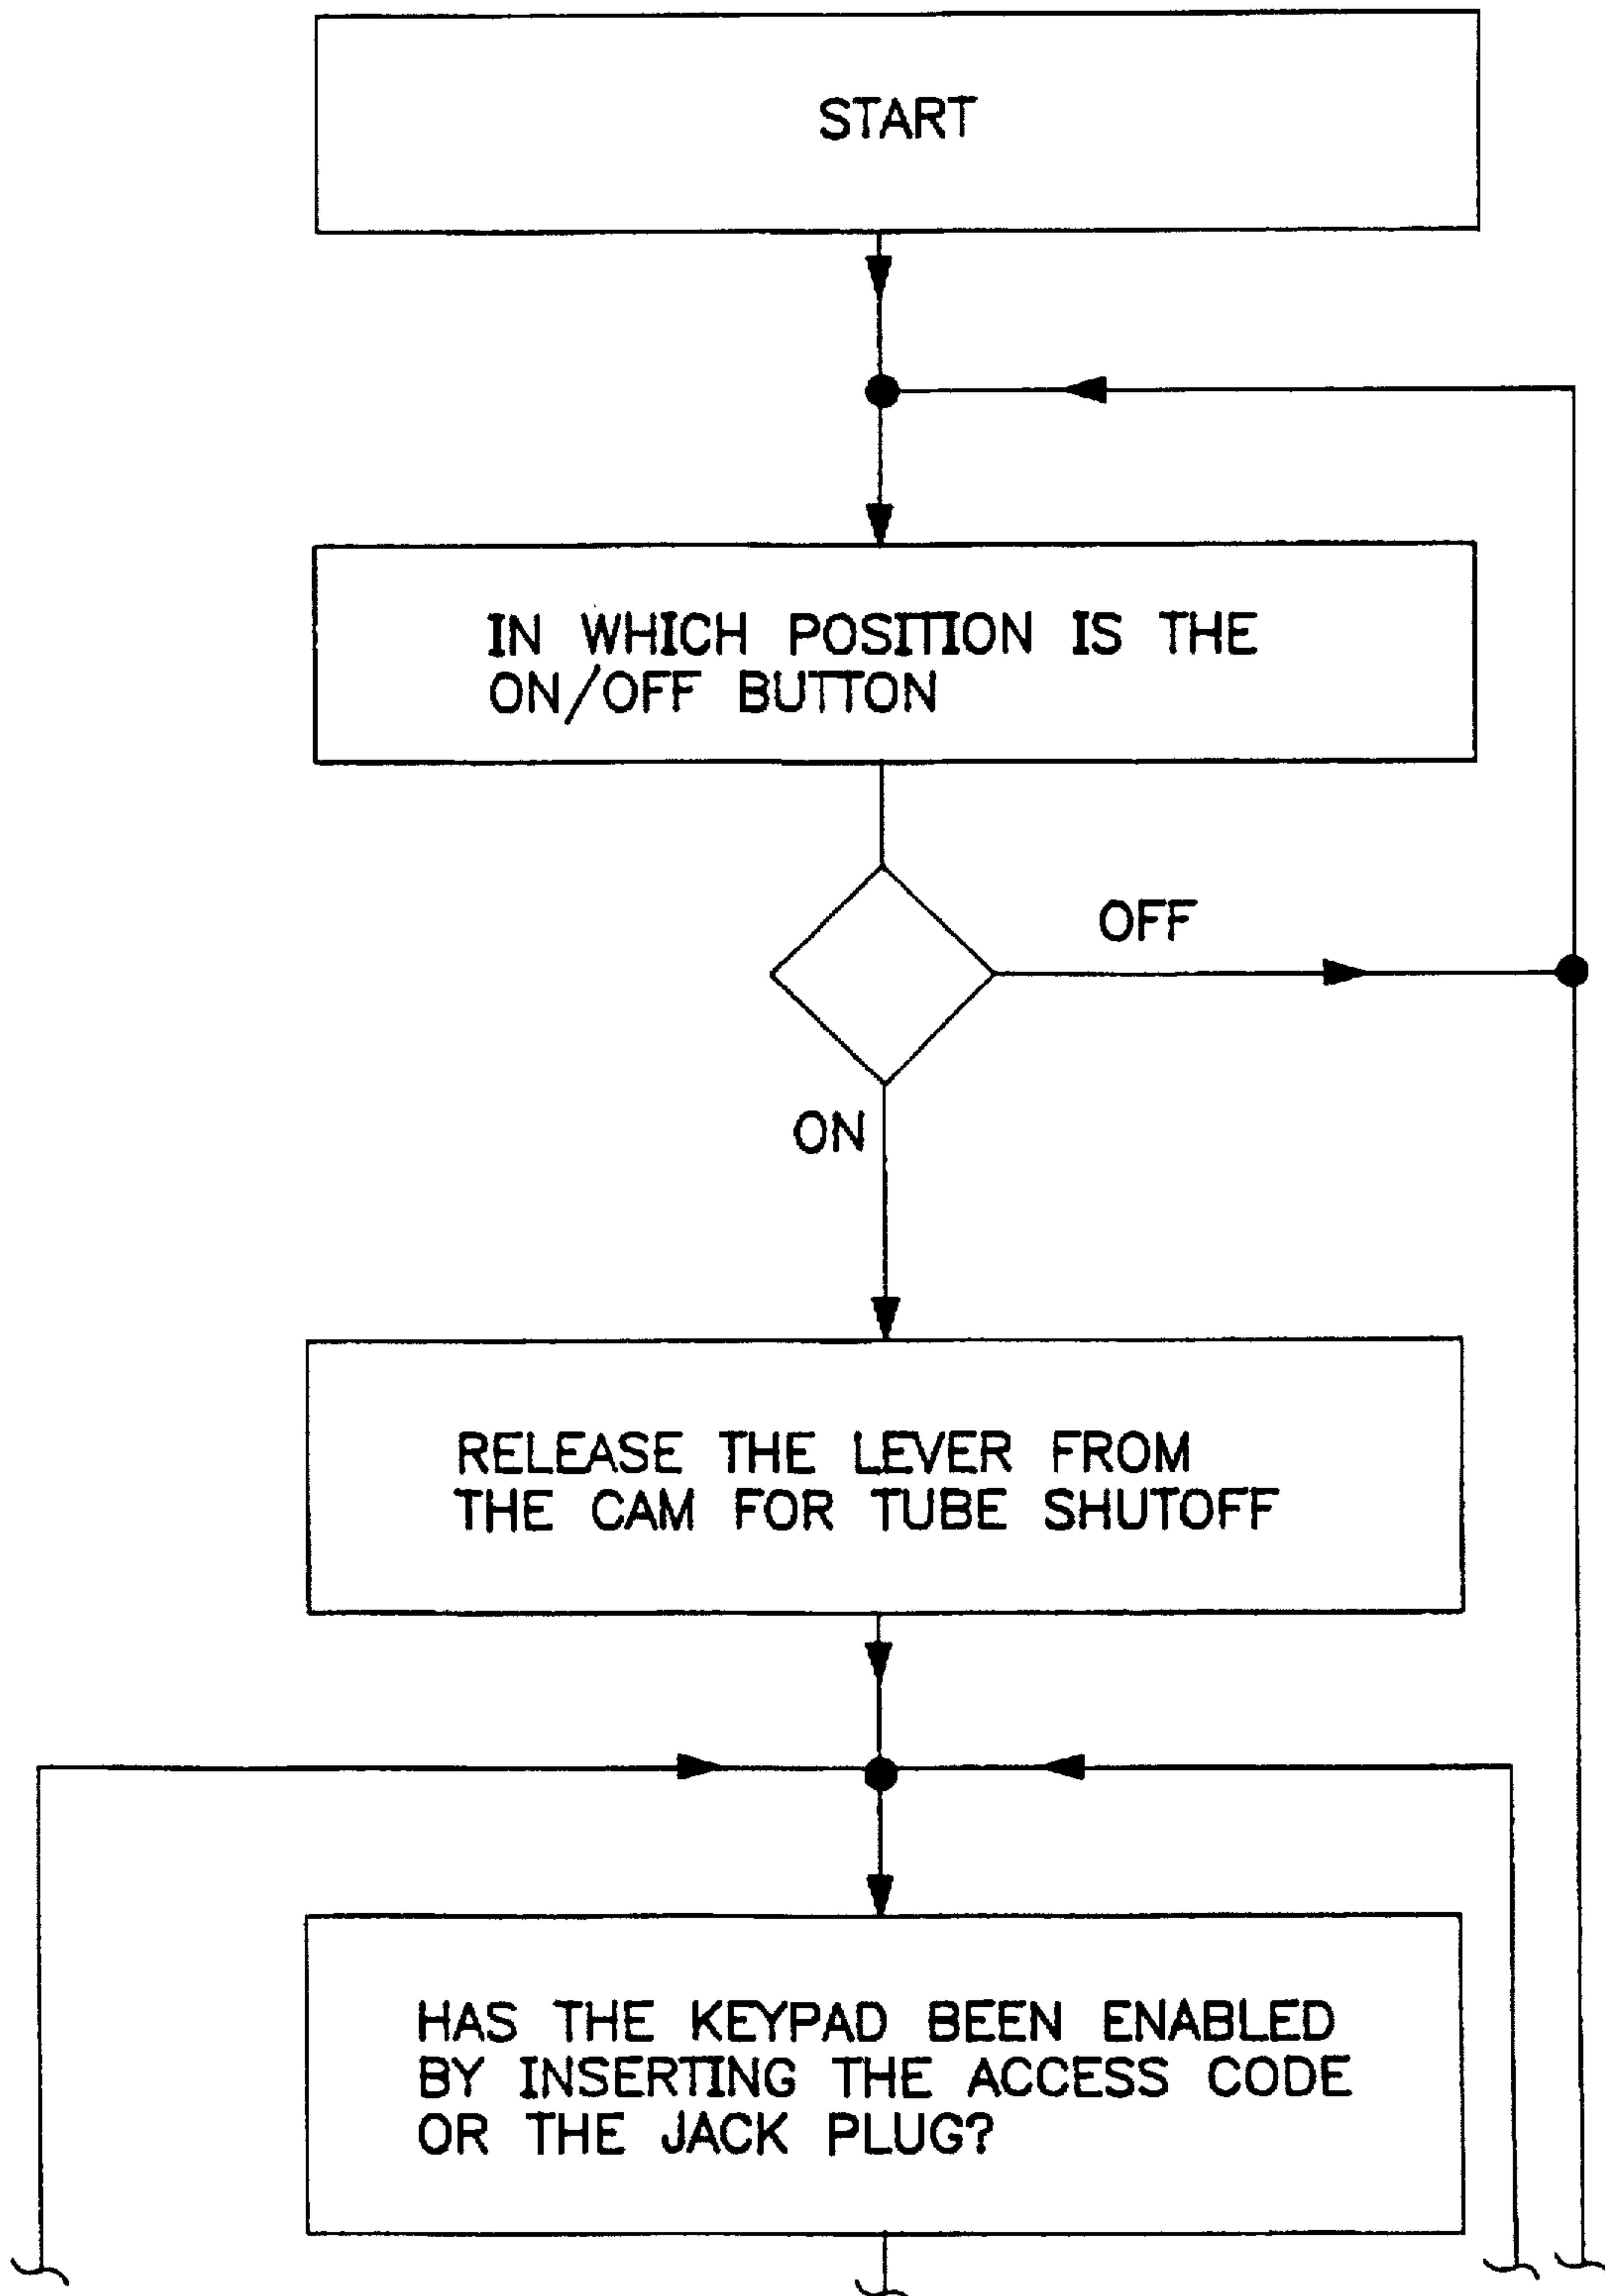 START
IN WHICH POSITION IS THE
ON/OFF BUTTON
OFF
ON
RELEASE THE LEVER FROM
THE CAM FOR TUBE SHUTOFF
HAS THE KEYPAD BEEN ENABLED
BY INSERTING THE ACCESS CODE
OR THE JACK PLUG?